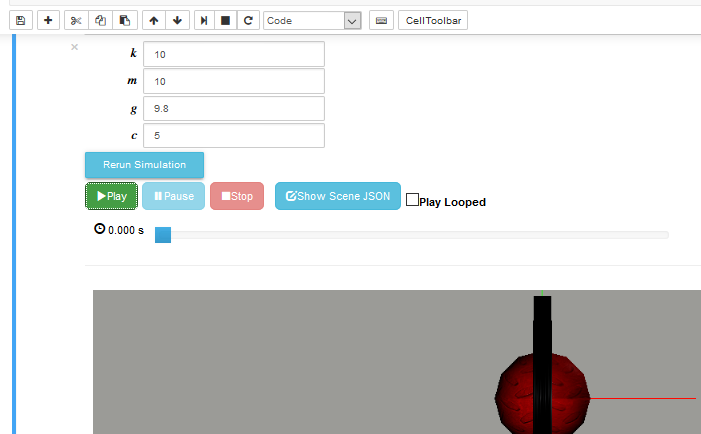 Code
CellToolbar
k 10
m 10
g 9.8
c 5
Rerun Simulation
Play Pause Stop Show Scene JSON Play Looped
0.000 s